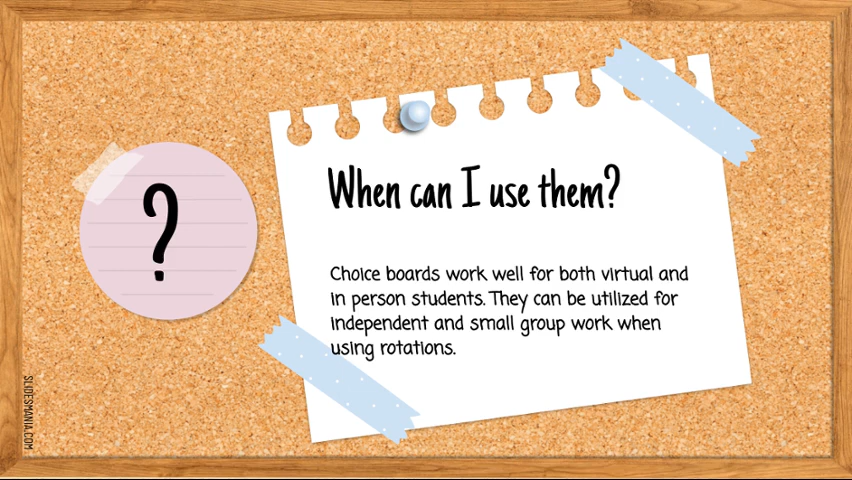 ?
When can I use them?
Choice boards work well for both virtual and
in person students. They can be utilized for
independent and small group work when
using rotations.
SLIDESMANIA.COM